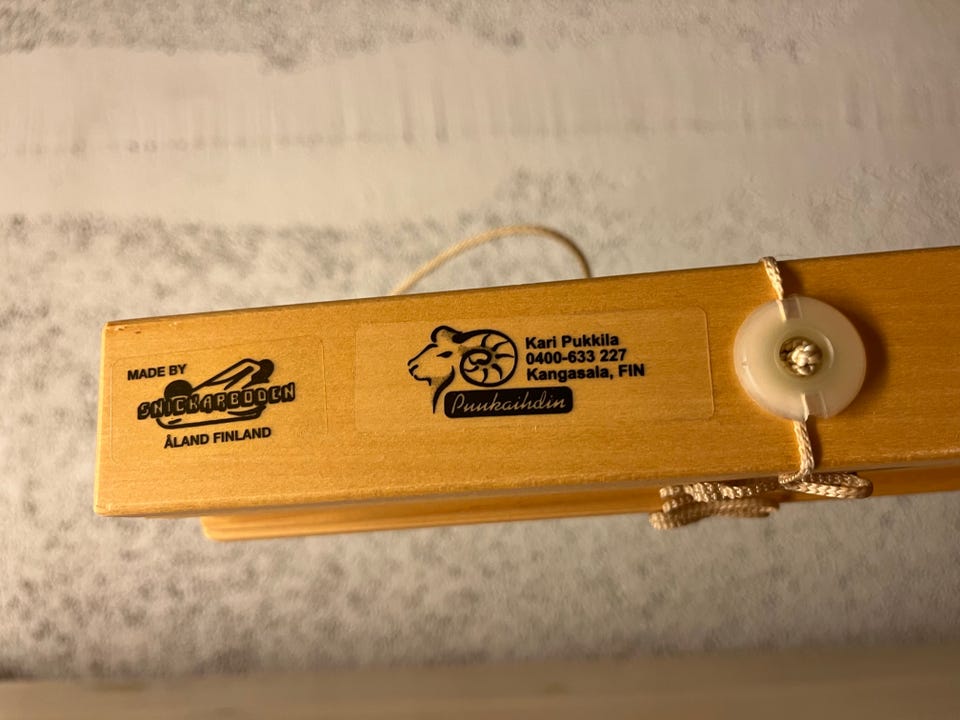 MADE BY
SNICKARBODEN
ÅLAND FINLAND
Kari Pukkila
0400-633 227
Kangasala, FIN
Puukaihdin